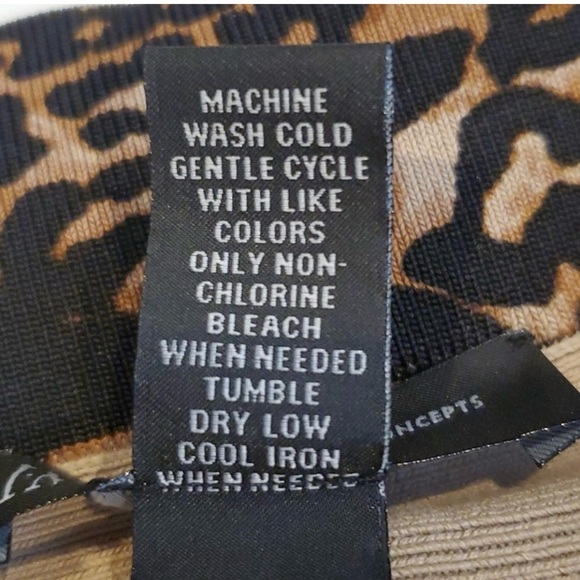 MACHINE
WASH COLD
GENTLE CYCLE
WITH LIKE
COLORS
ONLY NON-
CHLORINE
BLEACH
WHEN NEEDED
TUMBLE
DRY LOW
COOL IRON
WHEN NEEDED
NCEPTS